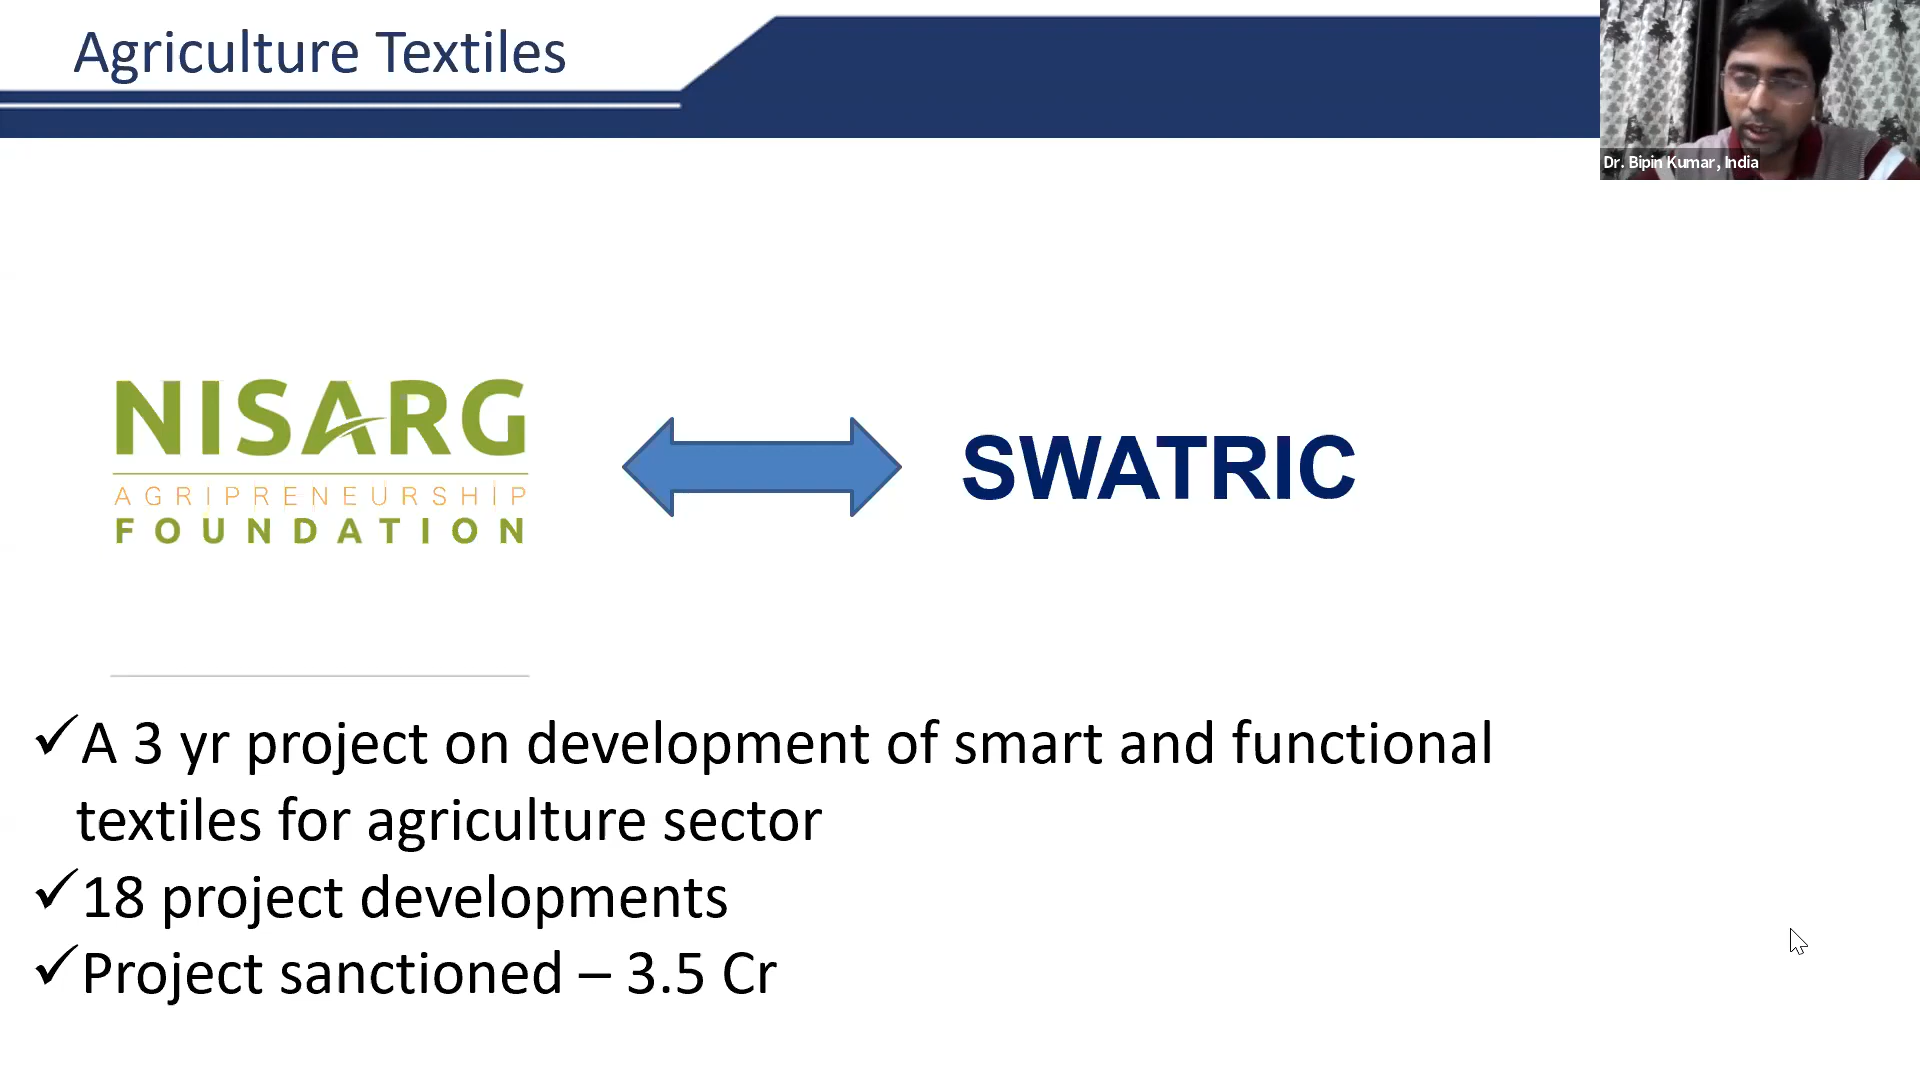 Agriculture Textiles
Dr. Bipin Kumar, India
NISARG
AGRIPRENEURSHIP
FOUNDATION
SWATRIC
✓A 3 yr project on development of smart and functional
textiles for agriculture sector
✓18 project developments
✓Project sanctioned – 3.5 Cr